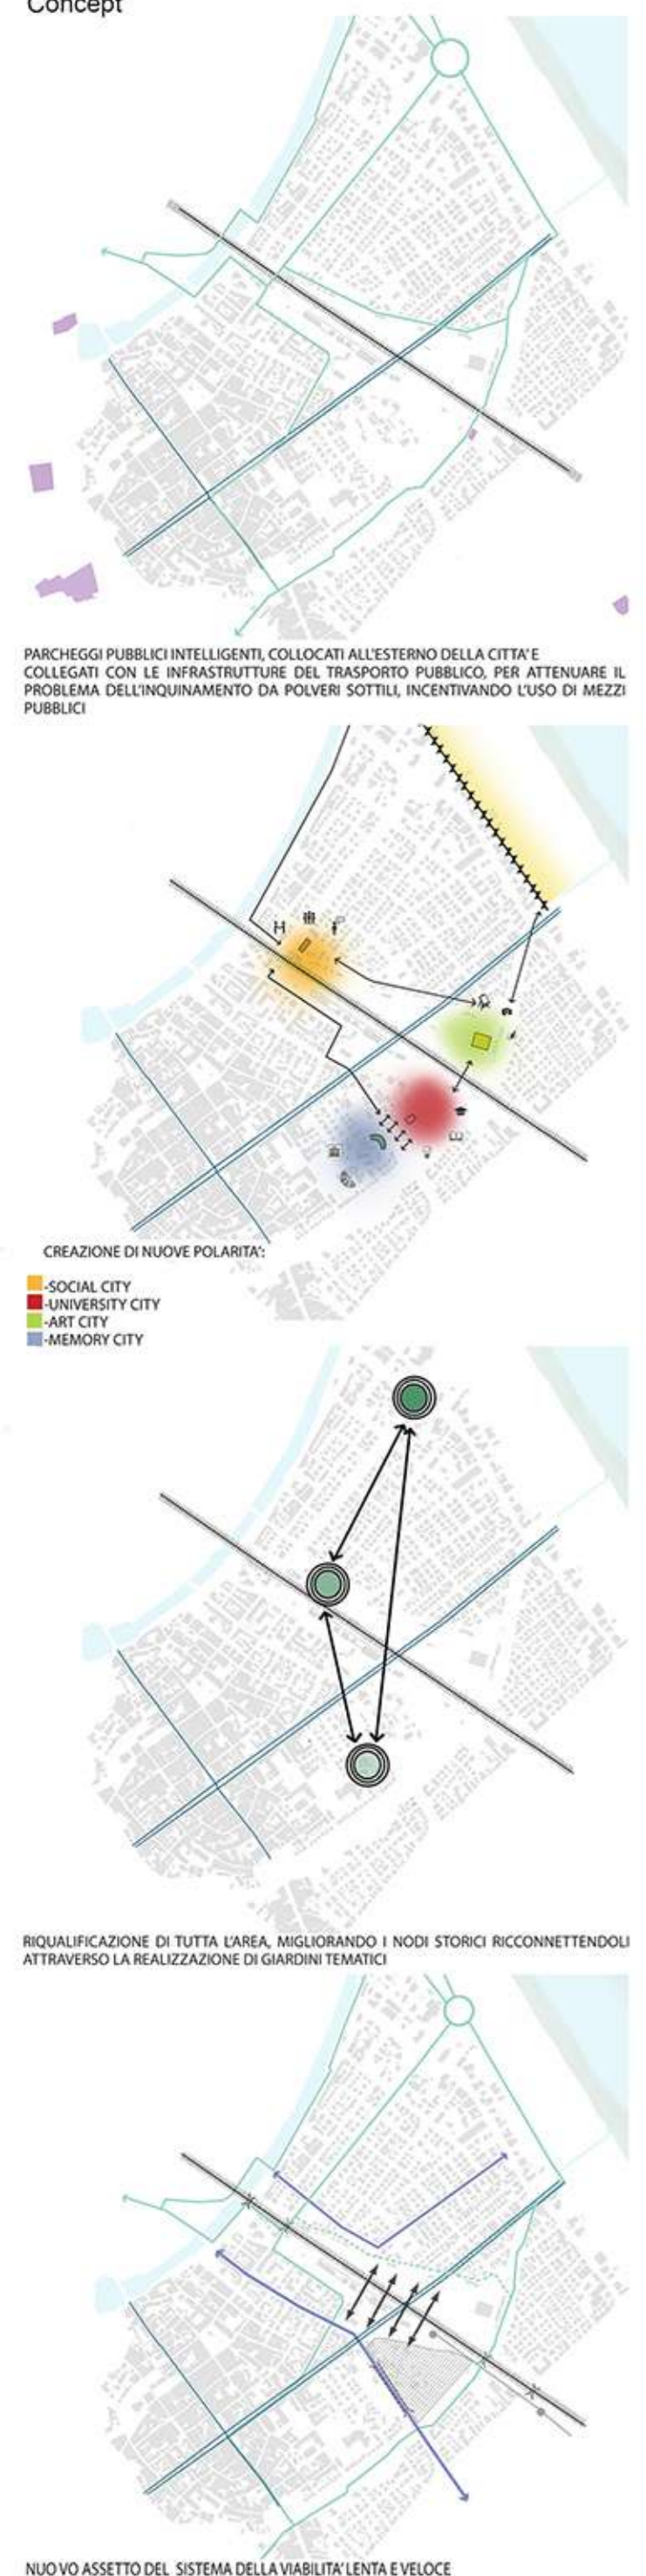 Concept
PARCHEGGI PUBBLICI INTELLIGENTI, COLLOCATI ALL'ESTERNO DELLA CITTA' E
COLLEGATI CON LE INFRASTRUTTURE DEL TRASPORTO PUBBLICO, PER ATTENUARE IL
PROBLEMA DELL'INQUINAMENTO DA POLVERI SOTTILI, INCENTIVANDO L'USO DI MEZZI
PUBBLICI
CREAZIONE DI NUOVE POLARITA':
-SOCIAL CITY
-UNIVERSITY CITY
-ART CITY
-MEMORY CITY
RIQUALIFICAZIONE DI TUTTA L'AREA, MIGLIORANDO I NODI STORICI RICCONNETTENDOLI
ATTRAVERSO LA REALIZZAZIONE DI GIARDINI TEMATICI
NUO VO ASSETTO DEL SISTEMA DELLA VIABILITA' LENTA E VELOCE